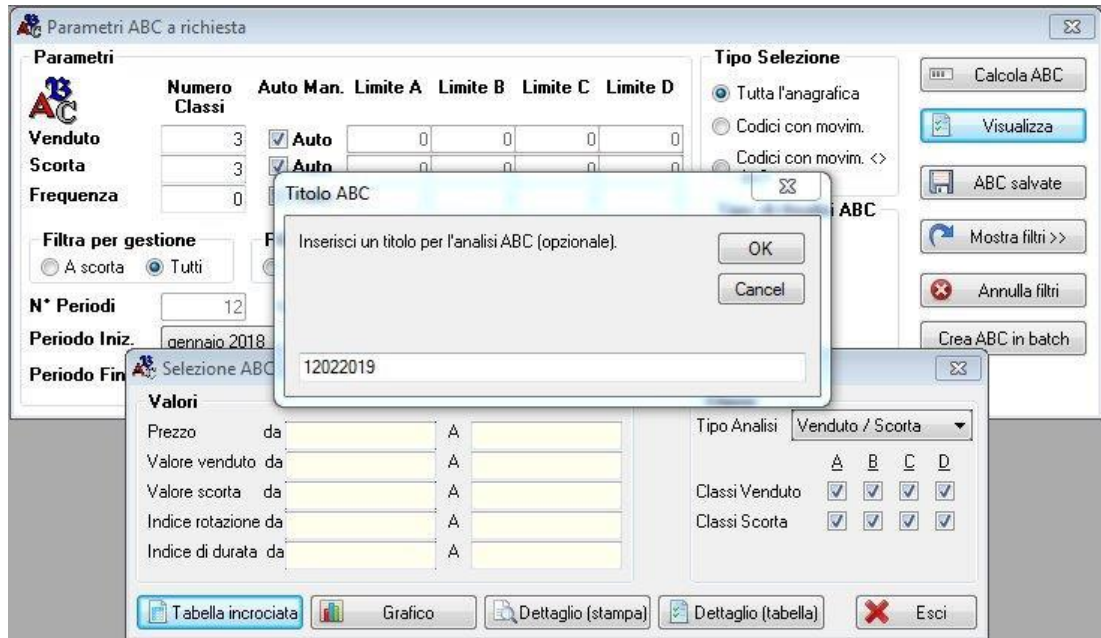 Parametri ABC a richiesta
Parametri
Numero Classi
Auto Man. Limite A Limite B Limite C Limite D
Venduto 3 Auto 0 0 0 0
Scorta 3 Auto 0 0 0 0
Frequenza 0
Filtra per gestione
A scorta Tutti
N° Periodi 12
Periodo Iniz. gennaio 2018
Periodo Fin
Tipo Selezione
Tutta l'anagrafica
Codici con movim.
Codici con movim. <>
ABC
Calcola ABC
Visualizza
ABC salvate
Mostra filtri >>
Annulla filtri
Crea ABC in batch
Titolo ABC
Inserisci un titolo per l'analisi ABC (opzionale).
OK
Cancel
12022019
Selezione ABC
Valori
Prezzo da A
Valore venduto da A
Valore scorta da A
Indice rotazione da A
Indice di durata da A
Tipo Analisi Venduto / Scorta
A B C D
Classi Venduto
Classi Scorta
Tabella incrociata
Grafico
Dettaglio (stampa)
Dettaglio (tabella)
Esci